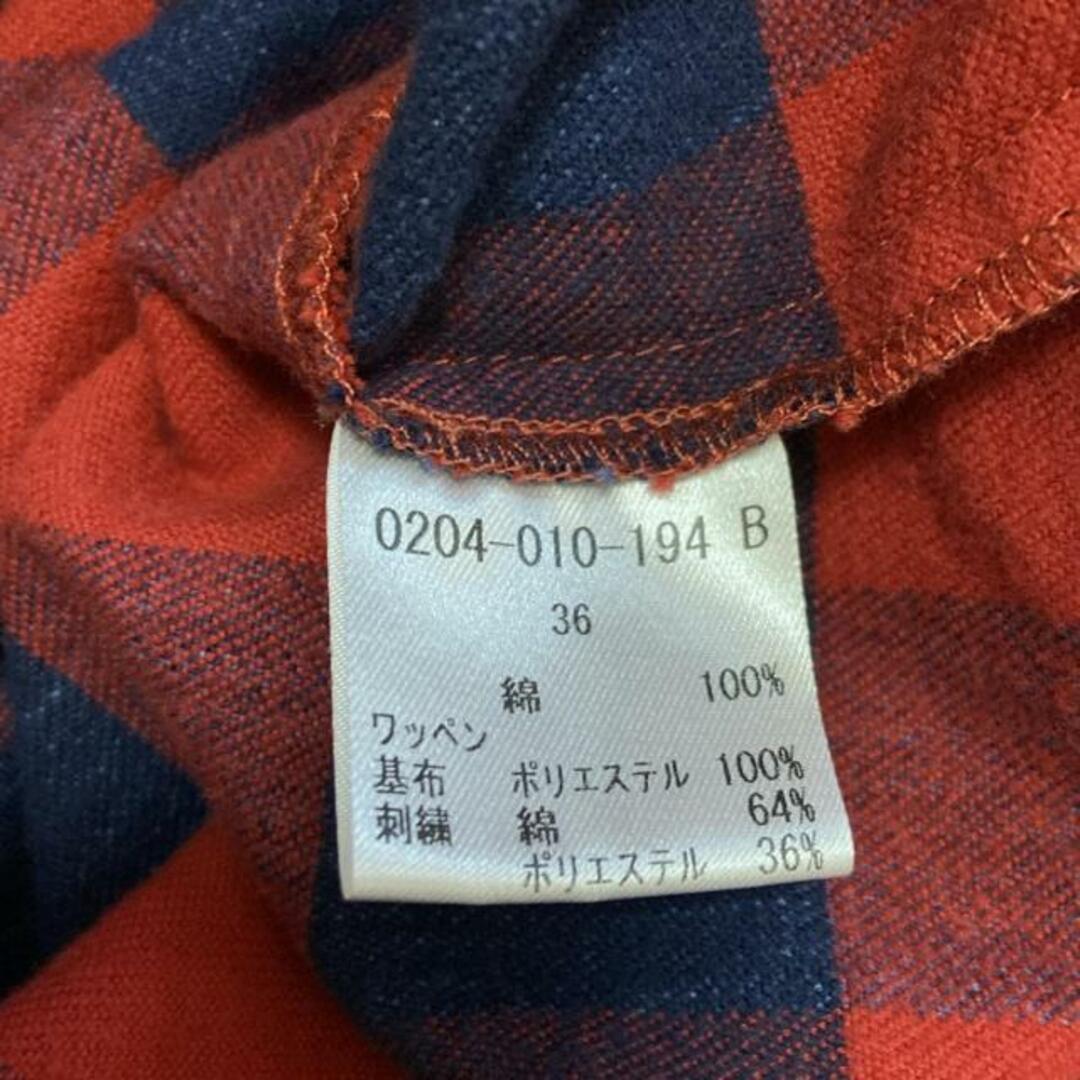 0204-010-194 B
36
綿 100%
ワッペン
基布 ポリエステル 100%
刺繍 綿 64%
ポリエステル 36%